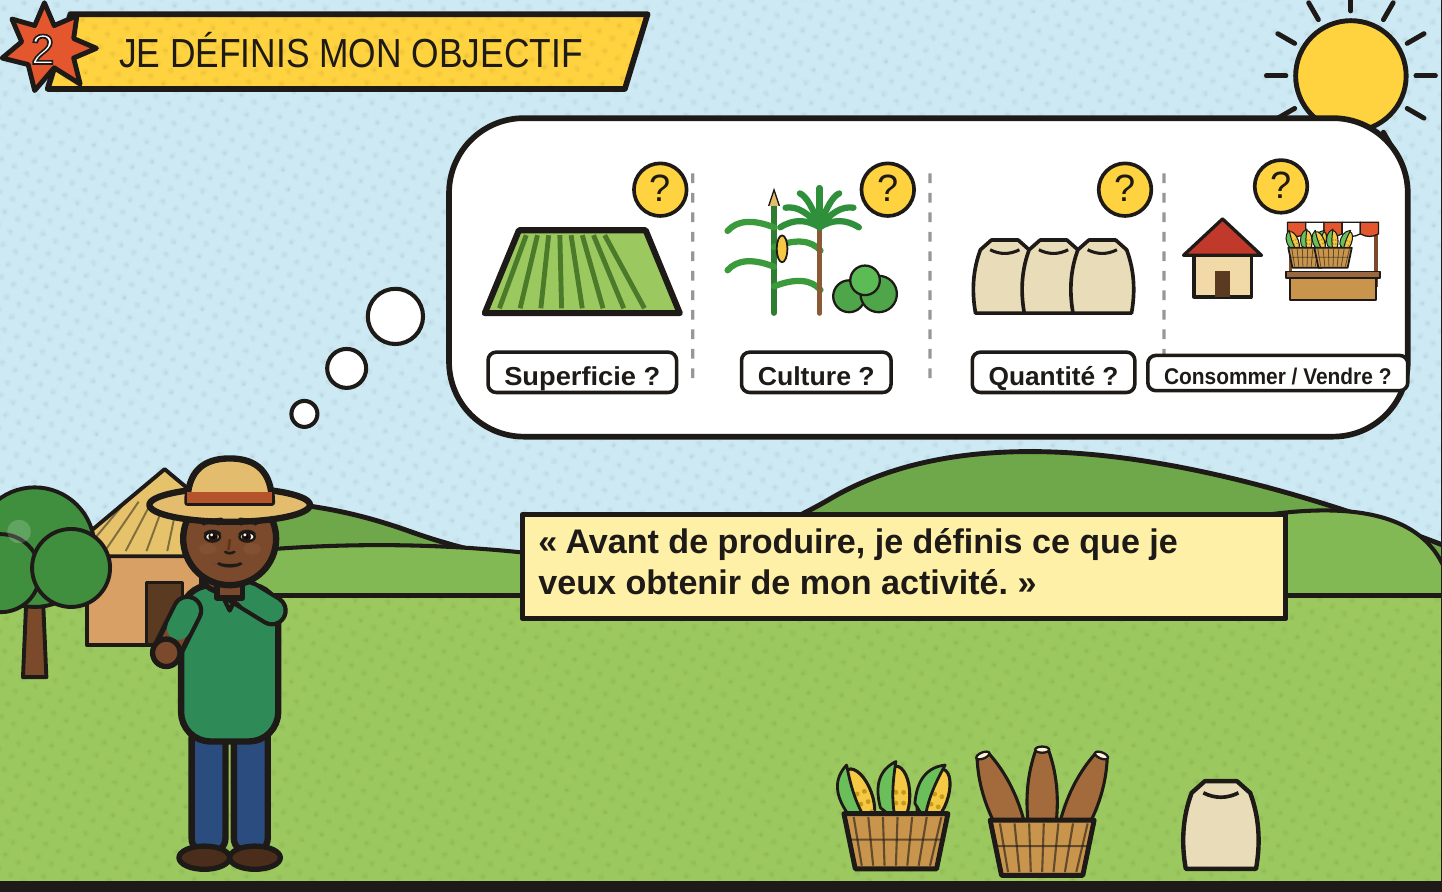 2
JE DÉFINIS MON OBJECTIF
? ? ? ?
Superficie ?
Culture ?
Quantité ?
Consommer / Vendre ?
« Avant de produire, je définis ce que je
veux obtenir de mon activité. »